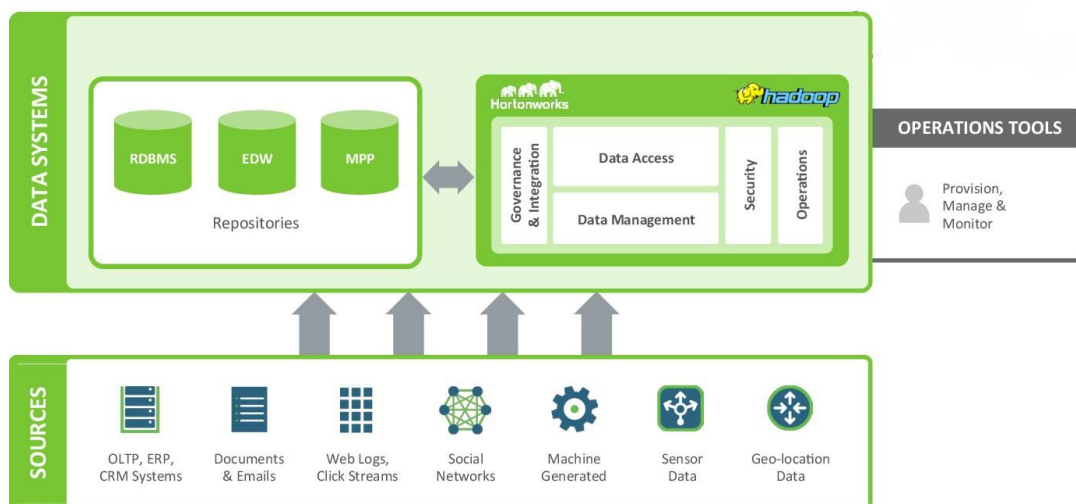 DATA SYSTEMS
RDBMS
EDW
MPP
Repositories
Hortonworks
hadoop
Governance
& Integration
Data Access
Data Management
Security
Operations
OPERATIONS TOOLS
Provision,
Manage &
Monitor
SOURCES
OLTP, ERP,
CRM Systems
Documents
& Emails
Web Logs,
Click Streams
Social
Networks
Machine
Generated
Sensor
Data
Geo-location
Data